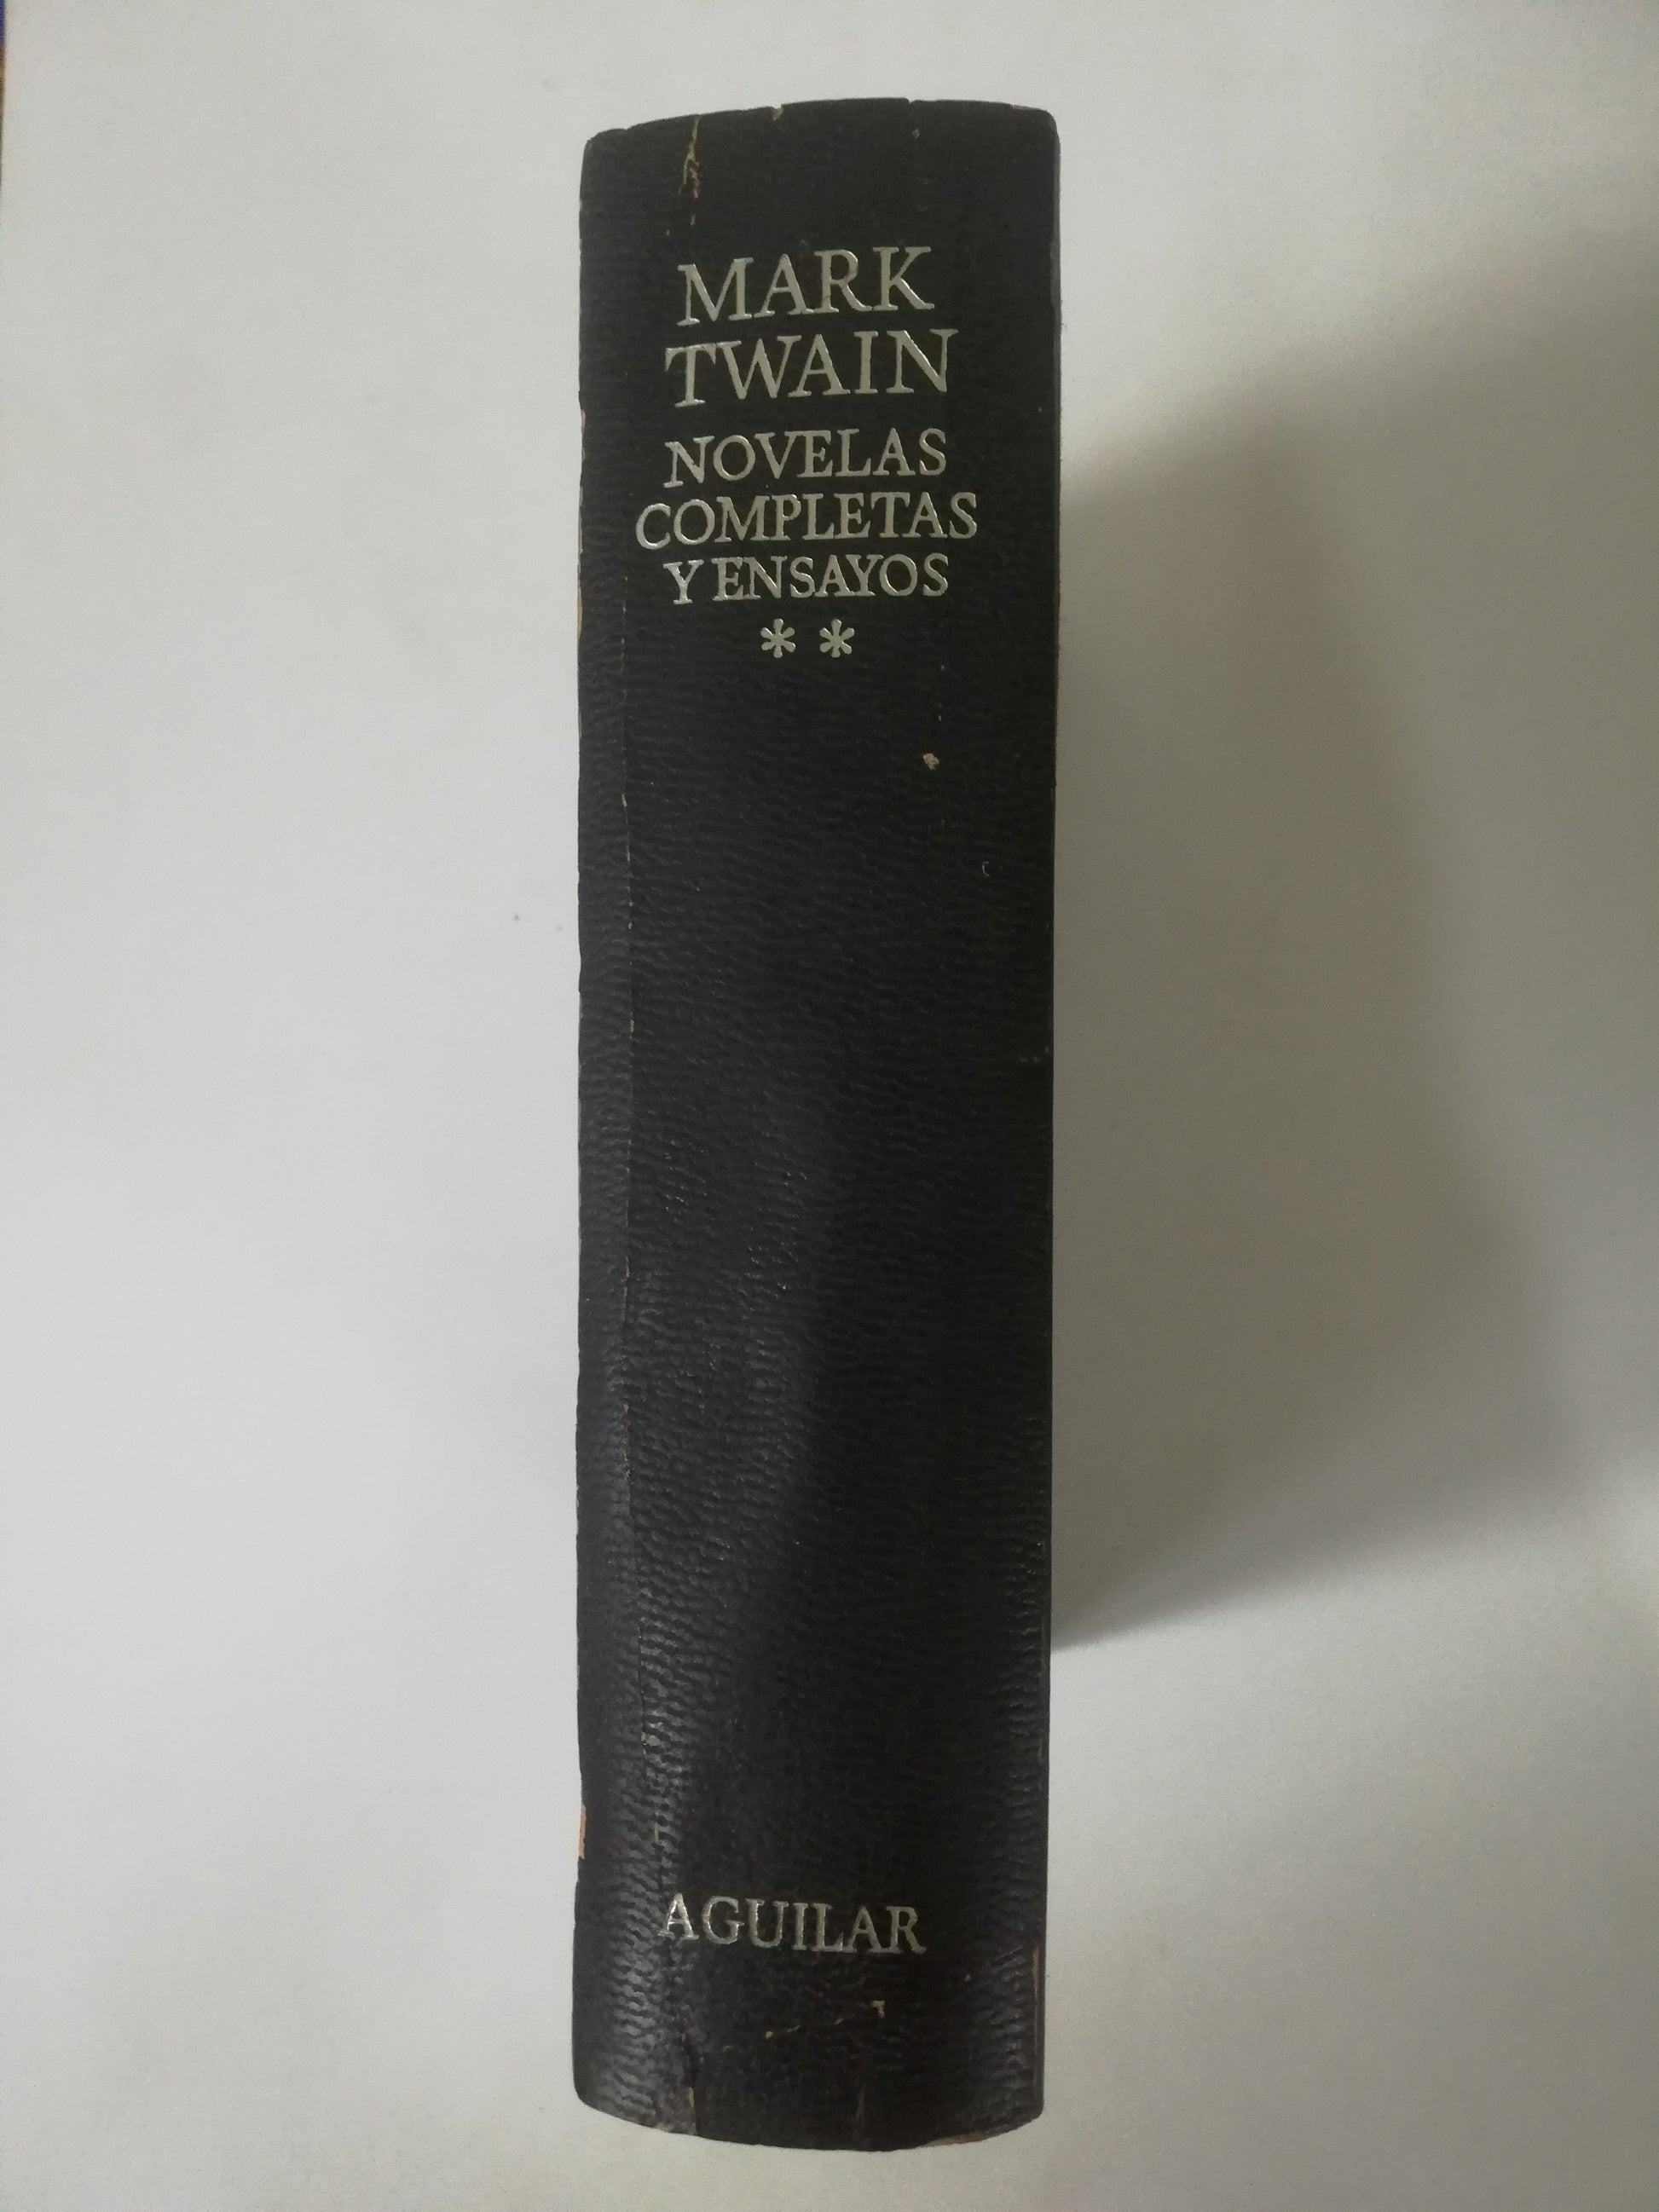 MARK
TWAIN
NOVELAS
COMPLETAS
Y ENSAYOS
* *
AGUILAR